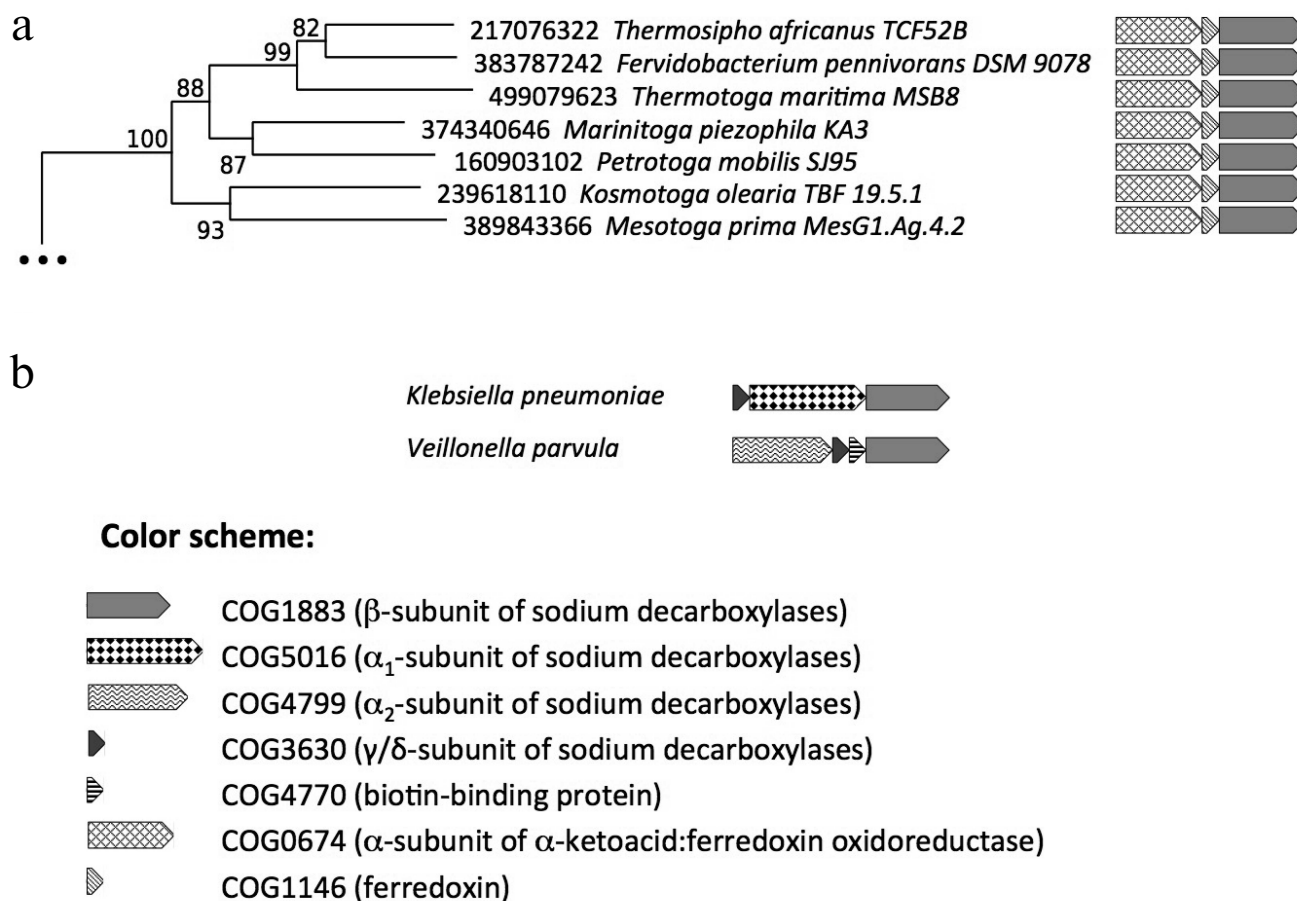 a
82
217076322 Thermosipho africanus TCF52B
99
383787242 Fervidobacterium pennivorans DSM 9078
88
499079623 Thermotoga maritima MSB8
100
374340646 Marinitoga piezophila KA3
87
160903102 Petrotoga mobilis SJ95
239618110 Kosmotoga olearia TBF 19.5.1
93
389843366 Mesotoga prima MesG1.Ag.4.2
...
b
Klebsiella pneumoniae
Veillonella parvula
Color scheme:
COG1883 (β-subunit of sodium decarboxylases)
COG5016 (α₁-subunit of sodium decarboxylases)
COG4799 (α₂-subunit of sodium decarboxylases)
COG3630 (γ/δ-subunit of sodium decarboxylases)
COG4770 (biotin-binding protein)
COG0674 (α-subunit of α-ketoacid:ferredoxin oxidoreductase)
COG1146 (ferredoxin)